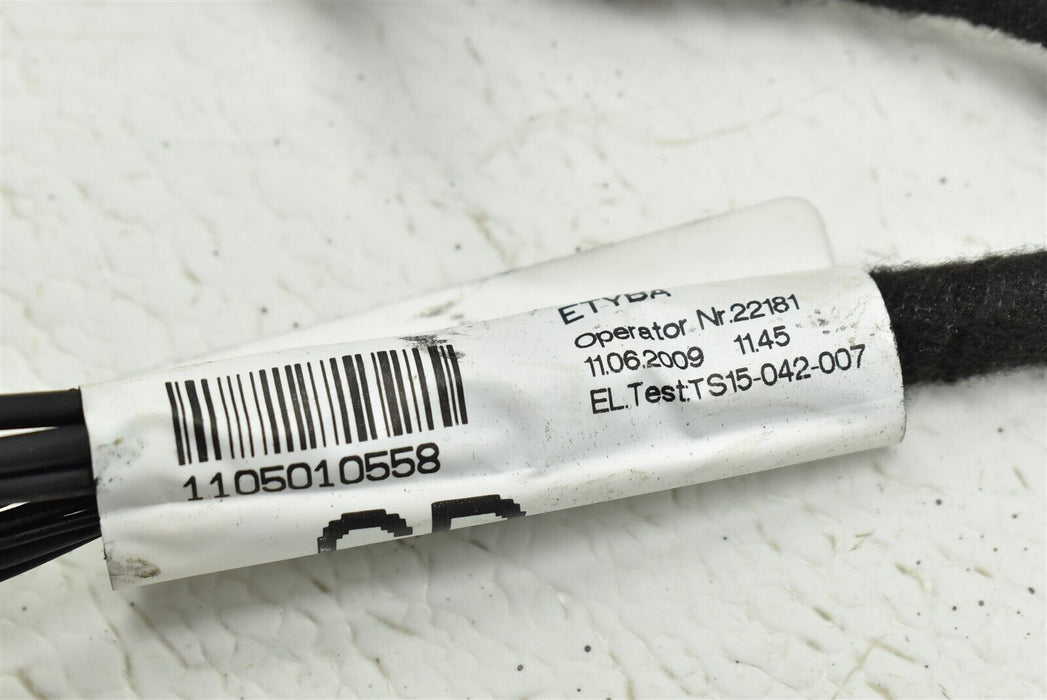 ETYBA
Operator Nr.22181
11.06.2009 11.45
EL.Test:TS15-042-007
1105010558